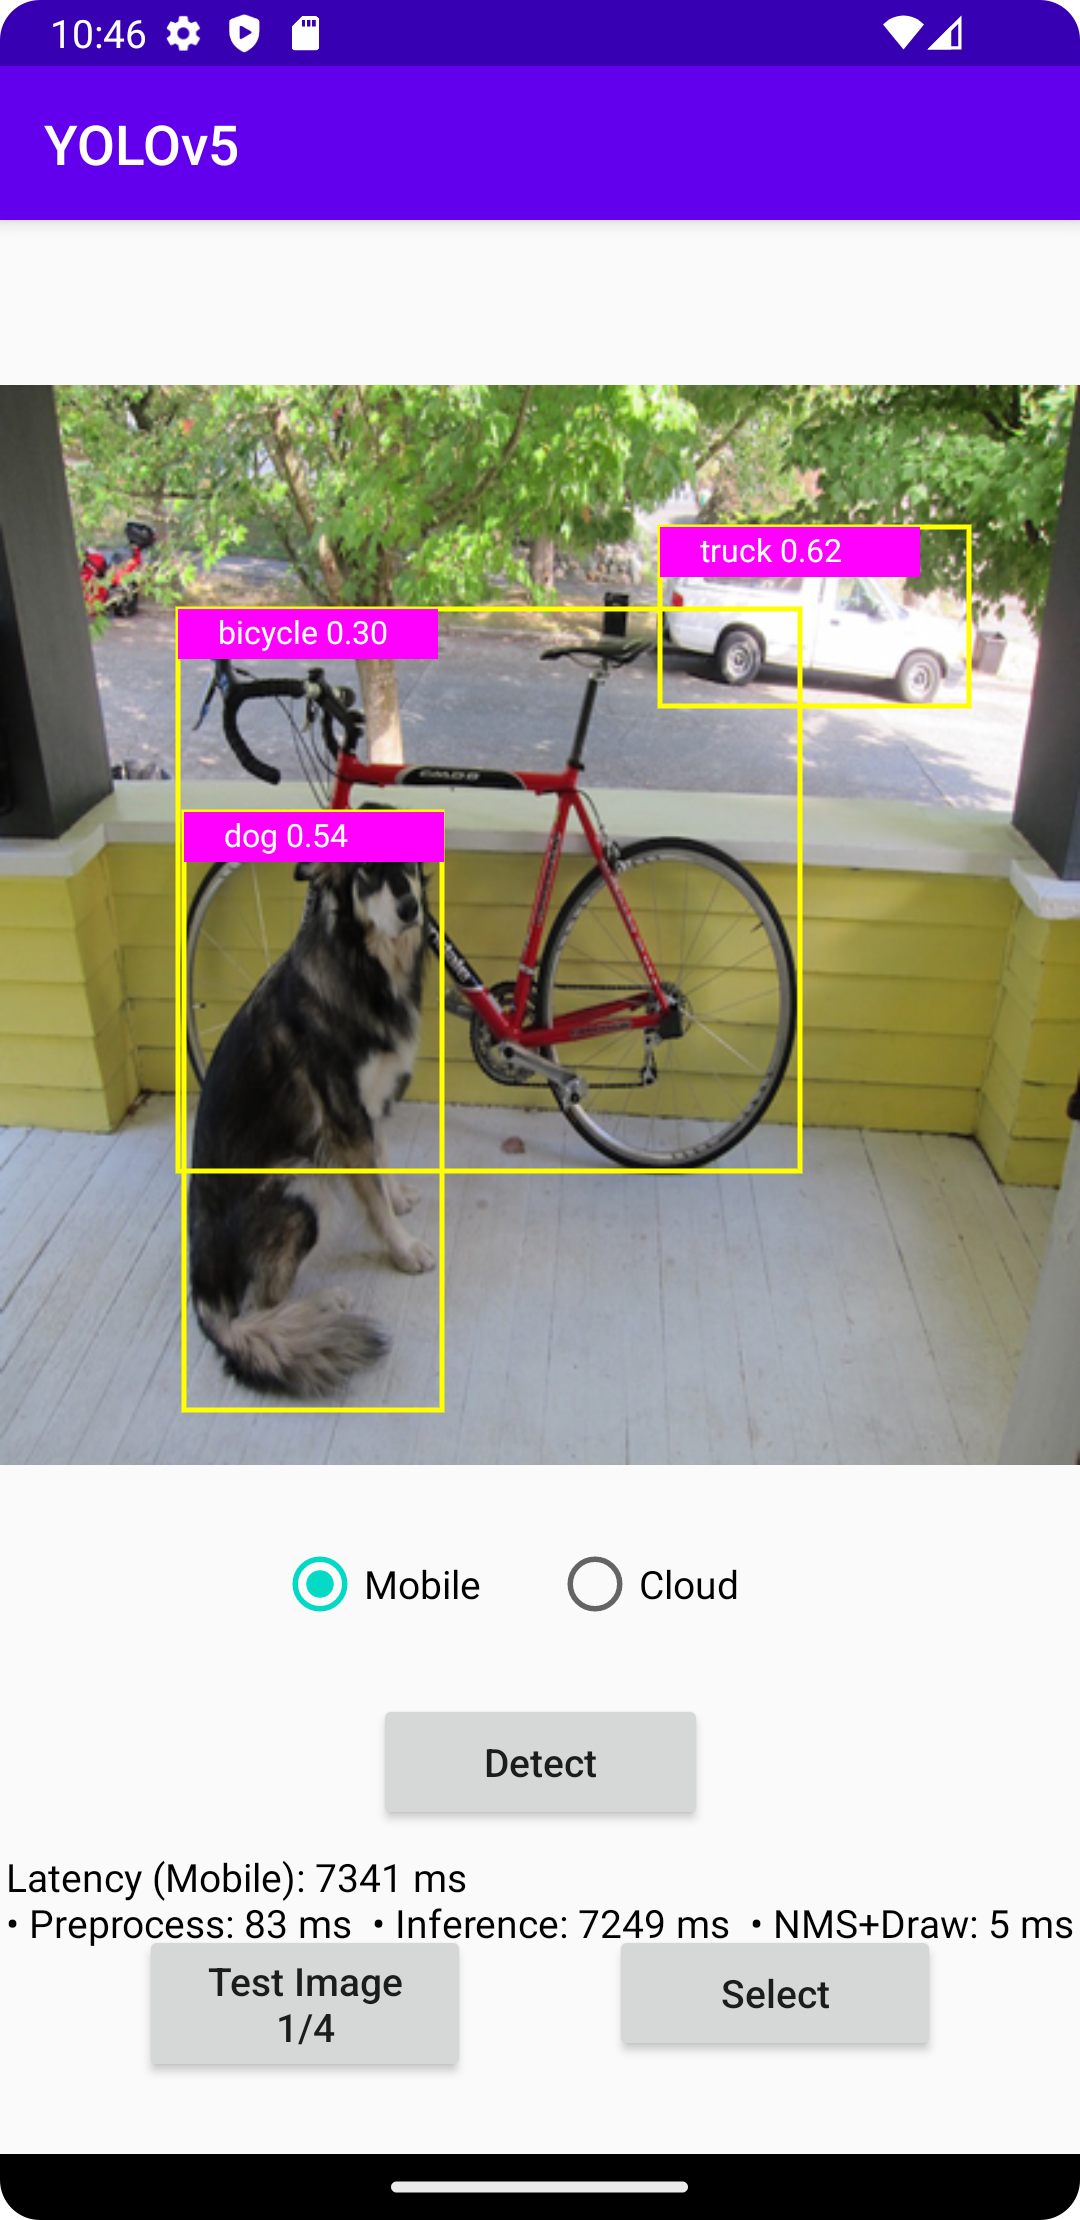 10:46
YOLOv5
truck 0.62
bicycle 0.30
dog 0.54
Mobile
Cloud
Detect
Latency (Mobile): 7341 ms
• Preprocess: 83 ms • Inference: 7249 ms • NMS+Draw: 5 ms
Test Image
1/4
Select